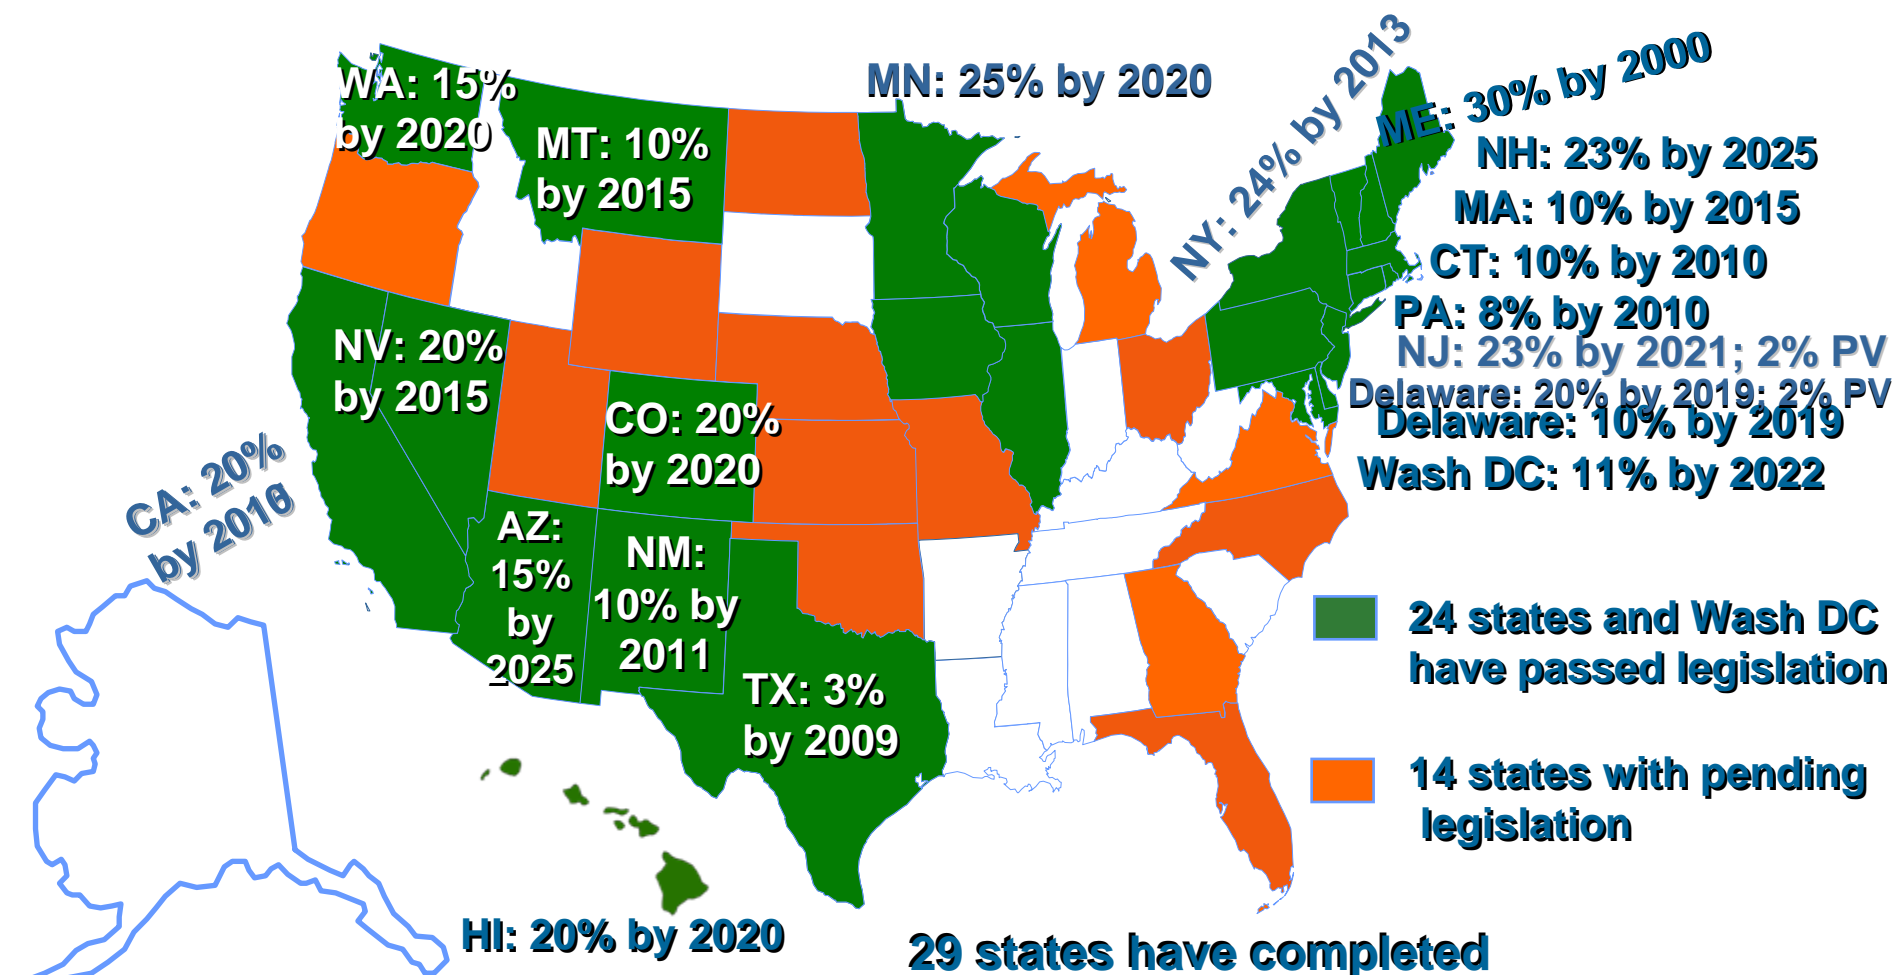 WA: 15%
by 2020
MT: 10%
by 2015
MN: 25% by 2020
NY: 24% by 2013
ME: 30% by 2000
NH: 23% by 2025
MA: 10% by 2015
CT: 10% by 2010
PA: 8% by 2010
NJ: 23% by 2021; 2% PV
Delaware: 20% by 2019; 2% PV
Delaware: 10% by 2019
Wash DC: 11% by 2022
NV: 20%
by 2015
CO: 20%
by 2020
CA: 20%
by
AZ:
15%
by
2025
NM:
10% by
2011
TX: 3%
by 2009
24 states and Wash DC
have passed legislation
14 states with pending
legislation
HI: 20% by 2020
29 states have completed